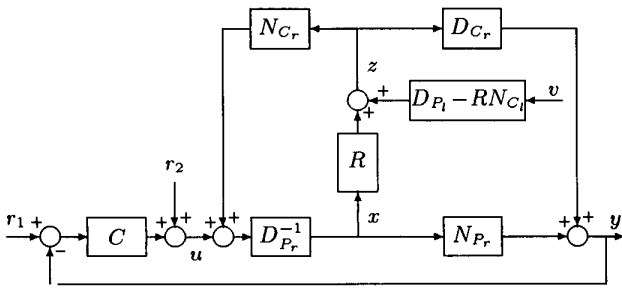 N_{C_r} D_{C_r}
z
+ D_{P_l} - RN_{C_l} v
+
R
r_2
r_1 + C + + u + + D_{P_r}^{-1} x N_{P_r} + + y
-